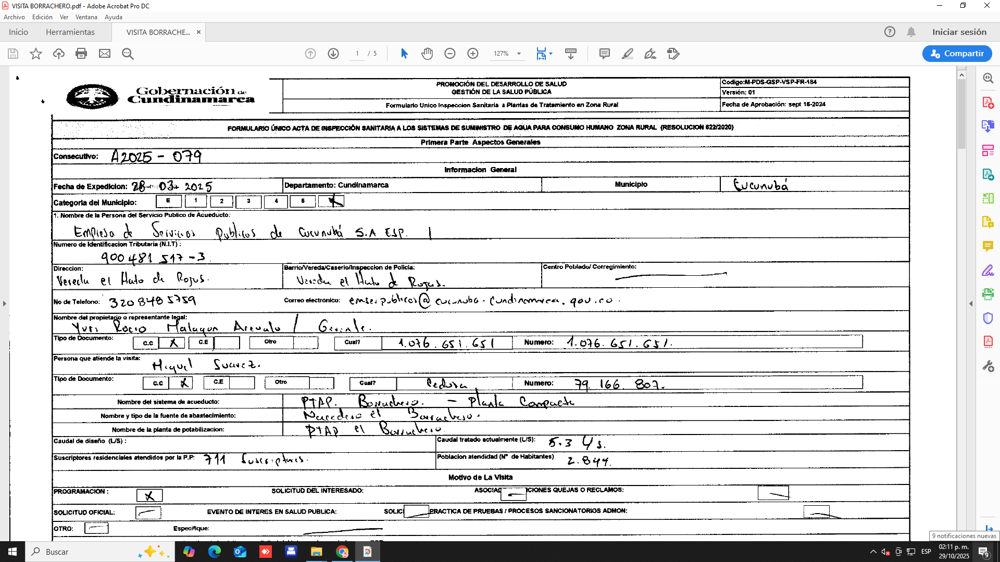 VISITA BORRACHERO.pdf - Adobe Acrobat Pro DC
Archivo Edición Ver Ventana Ayuda
Inicio Herramientas VISITA BORRACHE... × Iniciar sesión
1 / 5 127% Compartir
Gobernación de
Cundinamarca
PROMOCIÓN DEL DESARROLLO DE SALUD
GESTIÓN DE LA SALUD PÚBLICA
Formulario Unico Inspeccion Sanitaria a Plantas de Tratamiento en Zona Rural
Codigo:M-PDS-GSP-VSP-FR-184
Versión: 01
Fecha de Aprobación: sept 16-2024
FORMULARIO ÚNICO ACTA DE INSPECCIÓN SANITARIA A LOS SISTEMAS DE SUMINISTRO DE AGUA PARA CONSUMO HUMANO ZONA RURAL (RESOLUCION 622/2020)
Primera Parte Aspectos Generales
Consecutivo: A2025 - 079
Informacion General
Fecha de Expedicion: 28 03 2025 Departamento: Cundinamarca Municipio Cucunubá
Categoria del Municipio: E 1 2 3 4 5 X
1. Nombre de la Persona del Servicio Publico de Acueducto:
Empresa de Servicios Publicos de Cucunubá S.A ESP.
Numero de Identificacion Tributaria (N.I.T) :
900481517-3
Direccion: Barrio/Vereda/Caserio/Inspeccion de Policia: Centro Poblado/ Corregimiento:
Vereda el Hato de Rojas. Vereda el Hato de Rojas.
No de Telefono: 3208485759 Correo electronico: emserpublicos@cucunuba-cundinamarca.gov.co.
Nombre del propietario o representante legal:
Yuri Rocio Malagon Arevalo / Gerente.
Tipo de Documento: C.C X C.E Otro Cual? 1.076.651.651 Numero: 1.076.651.651.
Persona que atiende la visita:
Miguel Suarez.
Tipo de Documento: C.C X C.E Otro Cual? Cedula Numero: 79.166.807.
Nombre del sistema de acueducto: PTAP. Borrachero. - Planta Compacta
Nombre y tipo de la fuente de abastecimiento: Nacedero el Borrachero.
Nombre de la planta de potabilizacion: PTAP el Borrachero
Caudal de diseño (L/S) : Caudal tratado actualmente (L/S): 5.3 L/s.
Suscriptores residenciales atendidos por la P.P: 711 Suscriptores. Poblacion atendidad (N° de Habitantes) 2.844.
Motivo de La Visita
PROGRAMACION : X SOLICITUD DEL INTERESADO: ASOCIAC ICIONES QUEJAS O RECLAMOS:
SOLICITUD OFICIAL: EVENTO DE INTERES EN SALUD PUBLICA: SOLIC PRACTICA DE PRUEBAS / PROCESOS SANCIONATORIOS ADMON:
OTRO: Especifique:
9 notificaciones nuevas
Buscar ESP 02:11 p. m.
29/10/2025 9